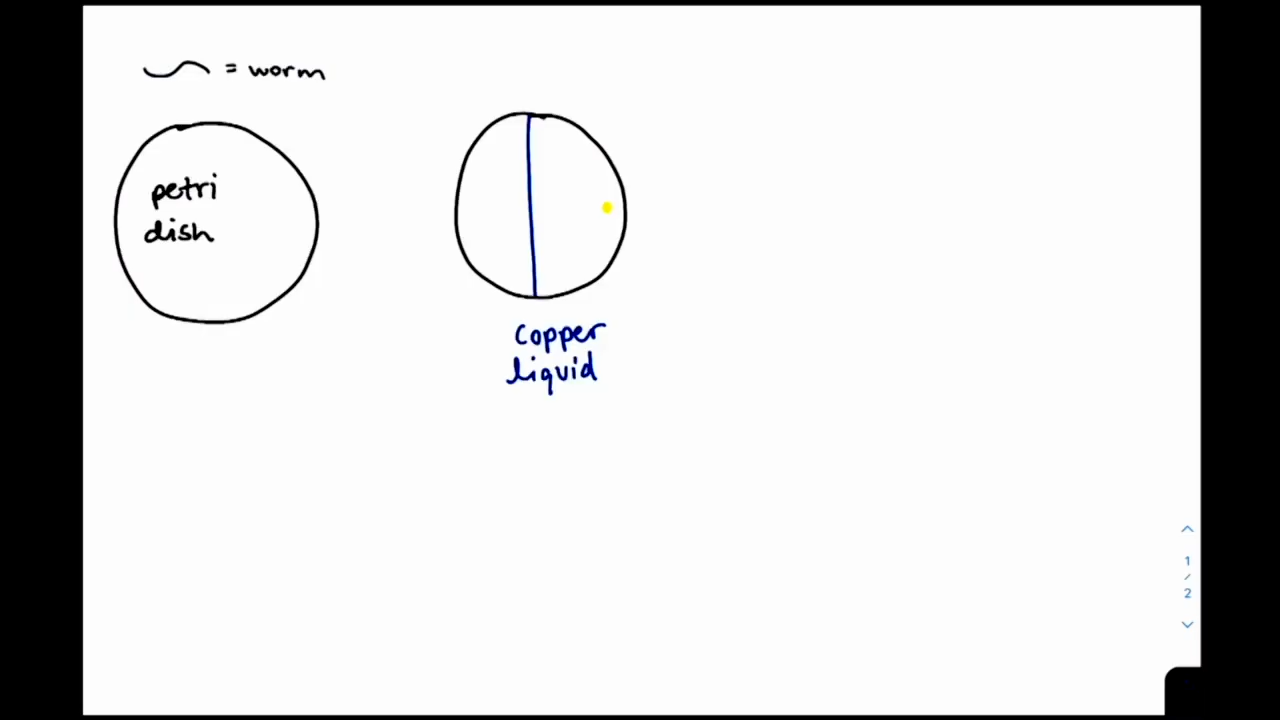 = worm
petri
dish
copper
liquid
1
/
2